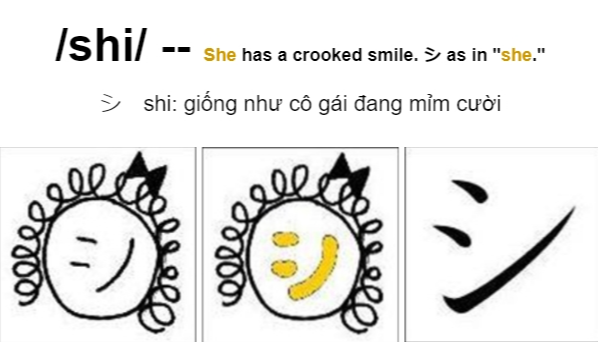 /shi/ -- She has a crooked smile. シ as in "she."
シ shi: giống như cô gái đang mỉm cười
シ